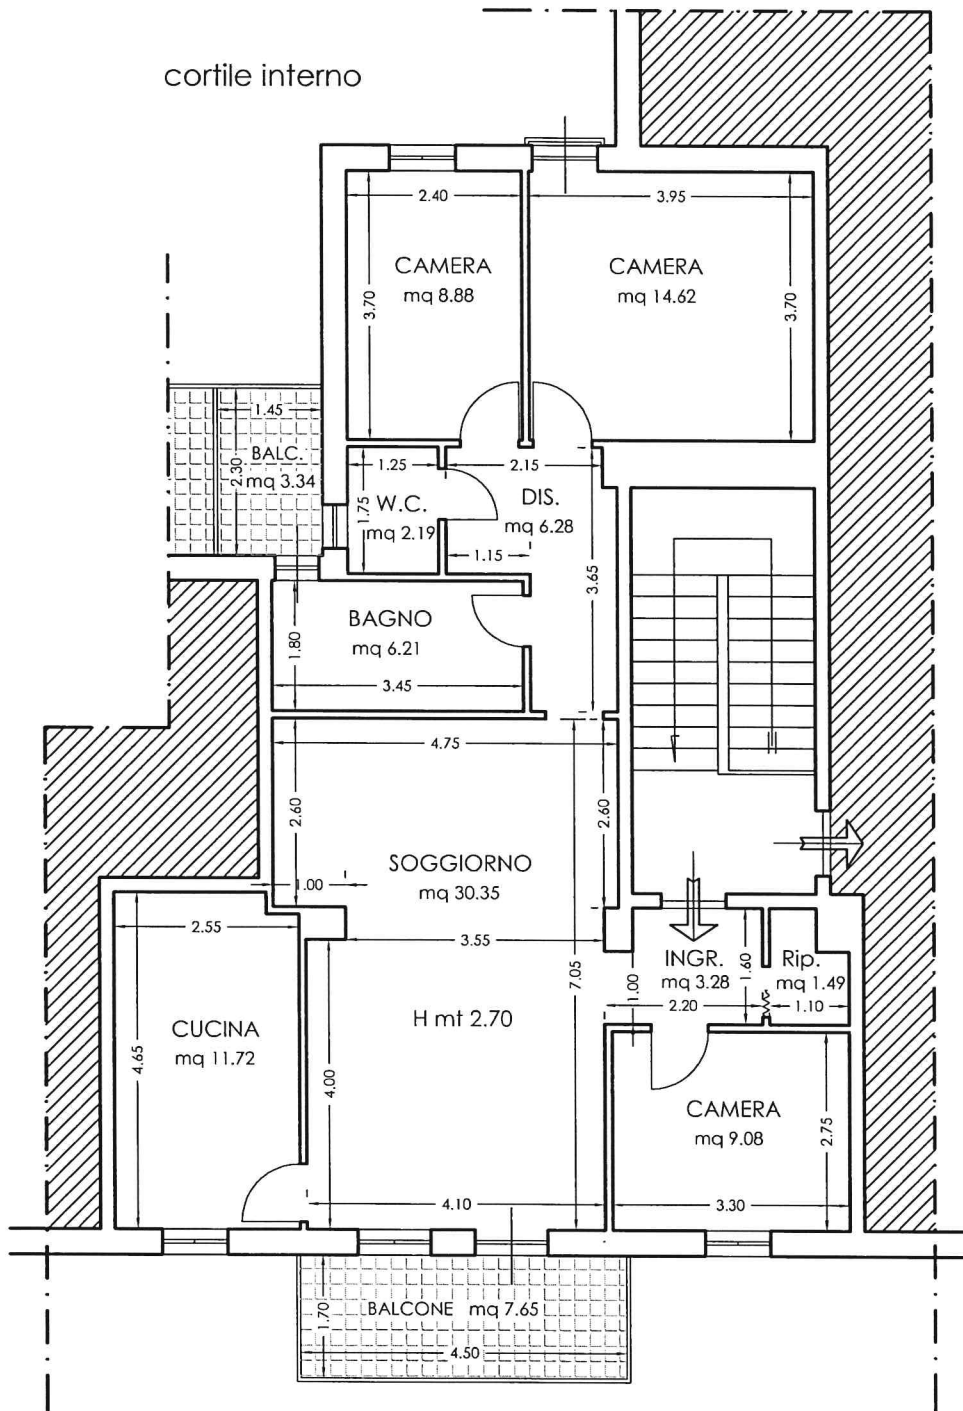 cortile interno
2.40
3.95
CAMERA
mq 8.88
CAMERA
mq 14.62
3.70
3.70
1.45
BALC.
mq 3.34
2.30
1.25
2.15
W.C.
mq 2.19
1.75
DIS.
mq 6.28
1.15
3.65
BAGNO
mq 6.21
1.80
3.45
4.75
2.60
2.60
SOGGIORNO
mq 30.35
1.00
2.55
3.55
7.05
INGR.
mq 3.28
1.60
Rip.
mq 1.49
1.00
2.20
1.10
H mt 2.70
CUCINA
mq 11.72
4.65
4.00
CAMERA
mq 9.08
2.75
4.10
3.30
BALCONE mq 7.65
1.70
4.50